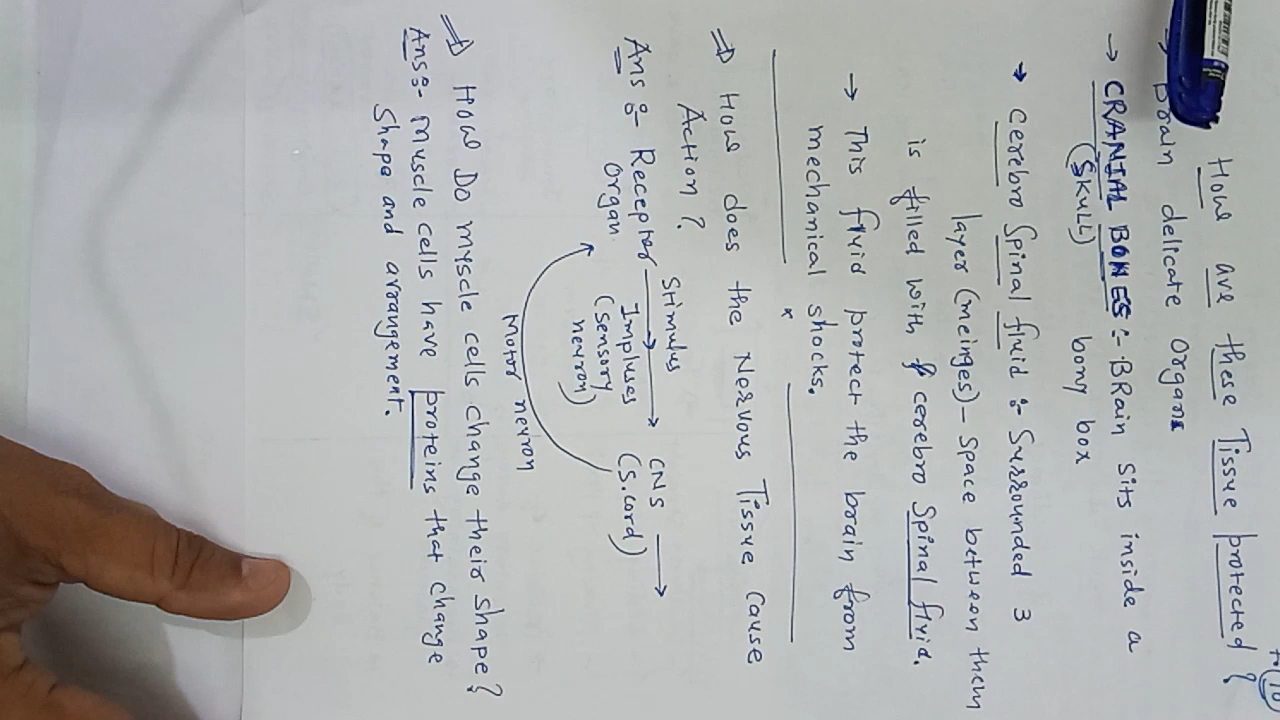 How are these Tissue protected?
→ brain delicate organs
→ CRANIAL BONES:- BRain sits inside a
(SKULL) bony box
→ cerebro Spinal fluid :- Surrounded 3
layer (meinges) - space between them
is filled with cerebro Spinal fluid.
→ This fluid protect the brain from
mechanical shocks.
x
⇒ How does the Nervous Tissue cause
Action?
Ans :- Receptor Stimulus Impluses CNS →
organ (sensory neuron) (S.cord)
Motor neuron
⇒ How Do muscle cells change their shape?
Ans:- muscle cells have proteins that change
Shape and arrangement.